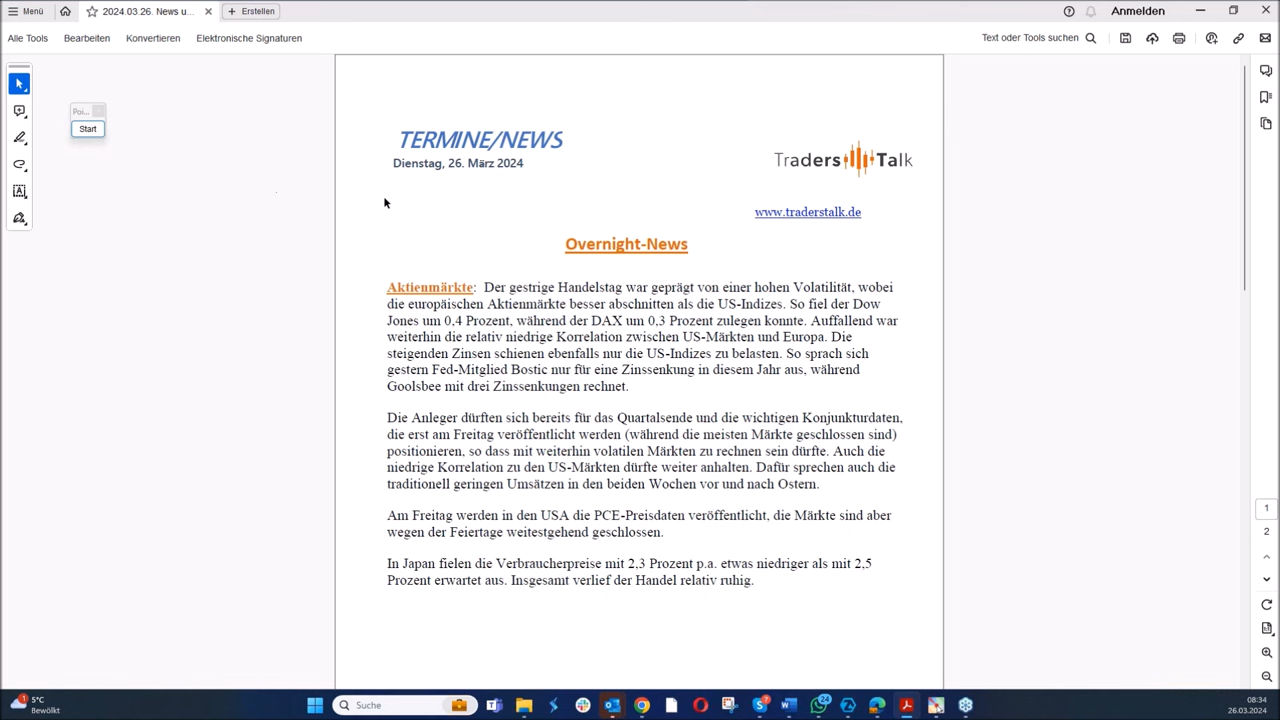 Menü
2024.03.26. News u...
Erstellen
Anmelden
Alle Tools
Bearbeiten
Konvertieren
Elektronische Signaturen
Text oder Tools suchen
Poi...
Start
TERMINE/NEWS
Dienstag, 26. März 2024
TradersTalk
www.traderstalk.de
Overnight-News
Aktienmärkte: Der gestrige Handelstag war geprägt von einer hohen Volatilität, wobei
die europäischen Aktienmärkte besser abschnitten als die US-Indizes. So fiel der Dow
Jones um 0,4 Prozent, während der DAX um 0,3 Prozent zulegen konnte. Auffallend war
weiterhin die relativ niedrige Korrelation zwischen US-Märkten und Europa. Die
steigenden Zinsen schienen ebenfalls nur die US-Indizes zu belasten. So sprach sich
gestern Fed-Mitglied Bostic nur für eine Zinssenkung in diesem Jahr aus, während
Goolsbee mit drei Zinssenkungen rechnet.
Die Anleger dürften sich bereits für das Quartalsende und die wichtigen Konjunkturdaten,
die erst am Freitag veröffentlicht werden (während die meisten Märkte geschlossen sind)
positionieren, so dass mit weiterhin volatilen Märkten zu rechnen sein dürfte. Auch die
niedrige Korrelation zu den US-Märkten dürfte weiter anhalten. Dafür sprechen auch die
traditionell geringen Umsätzen in den beiden Wochen vor und nach Ostern.
Am Freitag werden in den USA die PCE-Preisdaten veröffentlicht, die Märkte sind aber
wegen der Feiertage weitestgehend geschlossen.
In Japan fielen die Verbraucherpreise mit 2,3 Prozent p.a. etwas niedriger als mit 2,5
Prozent erwartet aus. Insgesamt verlief der Handel relativ ruhig.
1
2
1
5°C
Bewölkt
Suche
7
24
08:34
26.03.2024